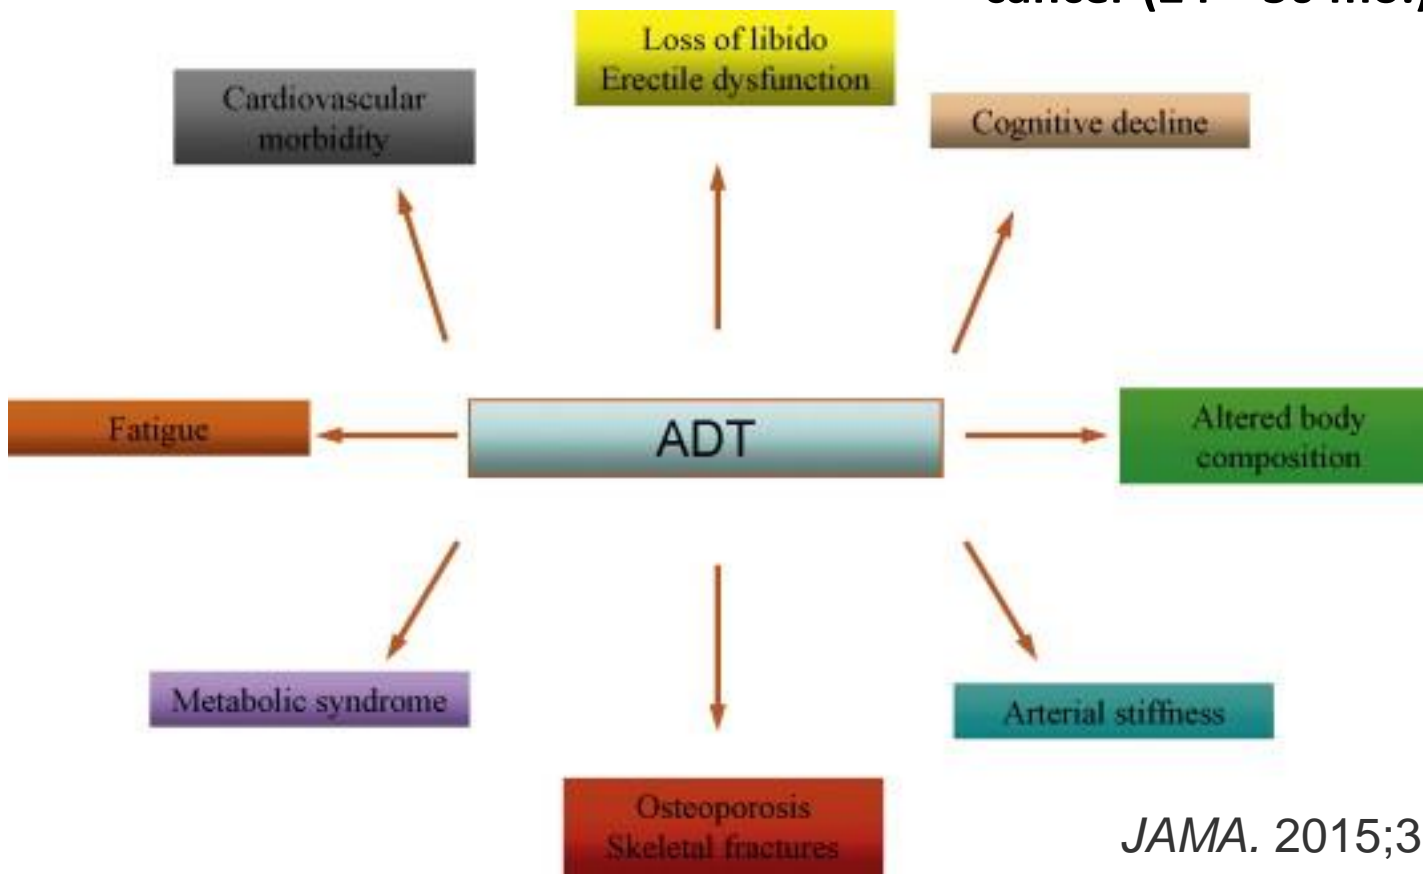 Loss of libido
Erectile dysfunction
Cardiovascular
morbidity
Cognitive decline
Fatigue
ADT
Altered body
composition
Metabolic syndrome
Arterial stiffness
Osteoporosis
Skeletal fractures
JAMA. 2015;3